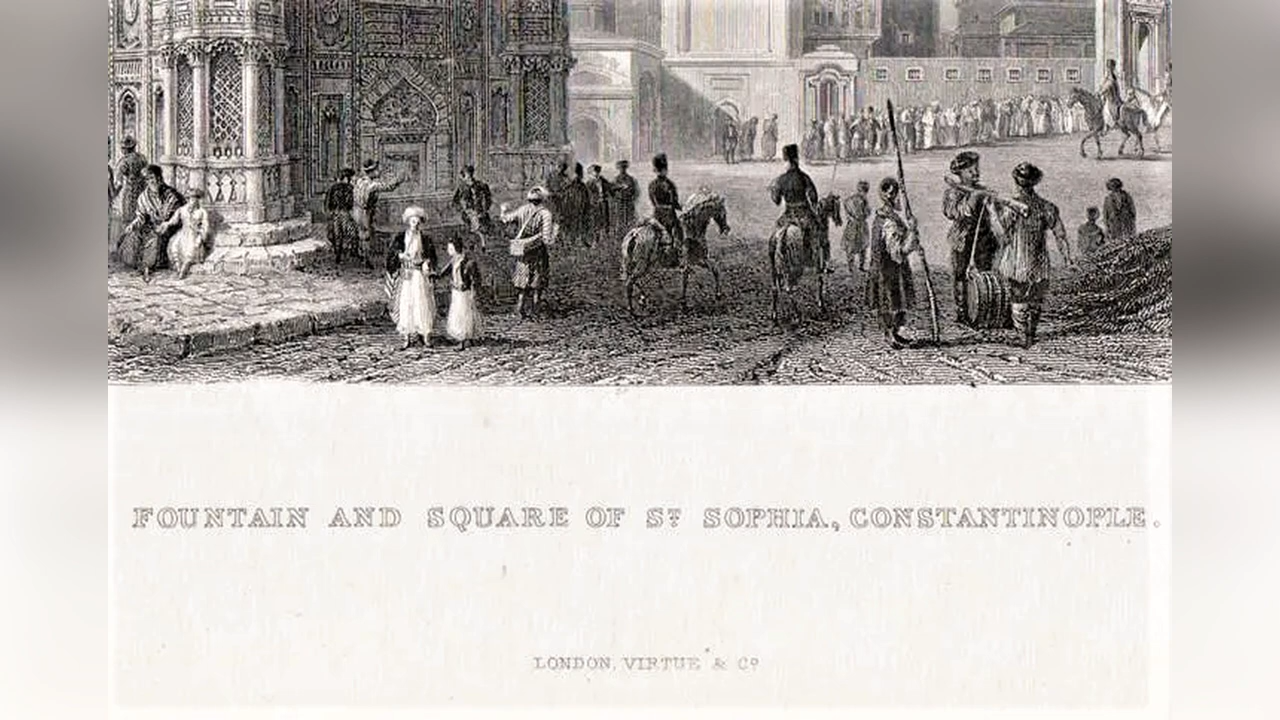 FOUNTAIN AND SQUARE OF ST SOPHIA, CONSTANTINOPLE.
LONDON, VIRTUE & CO